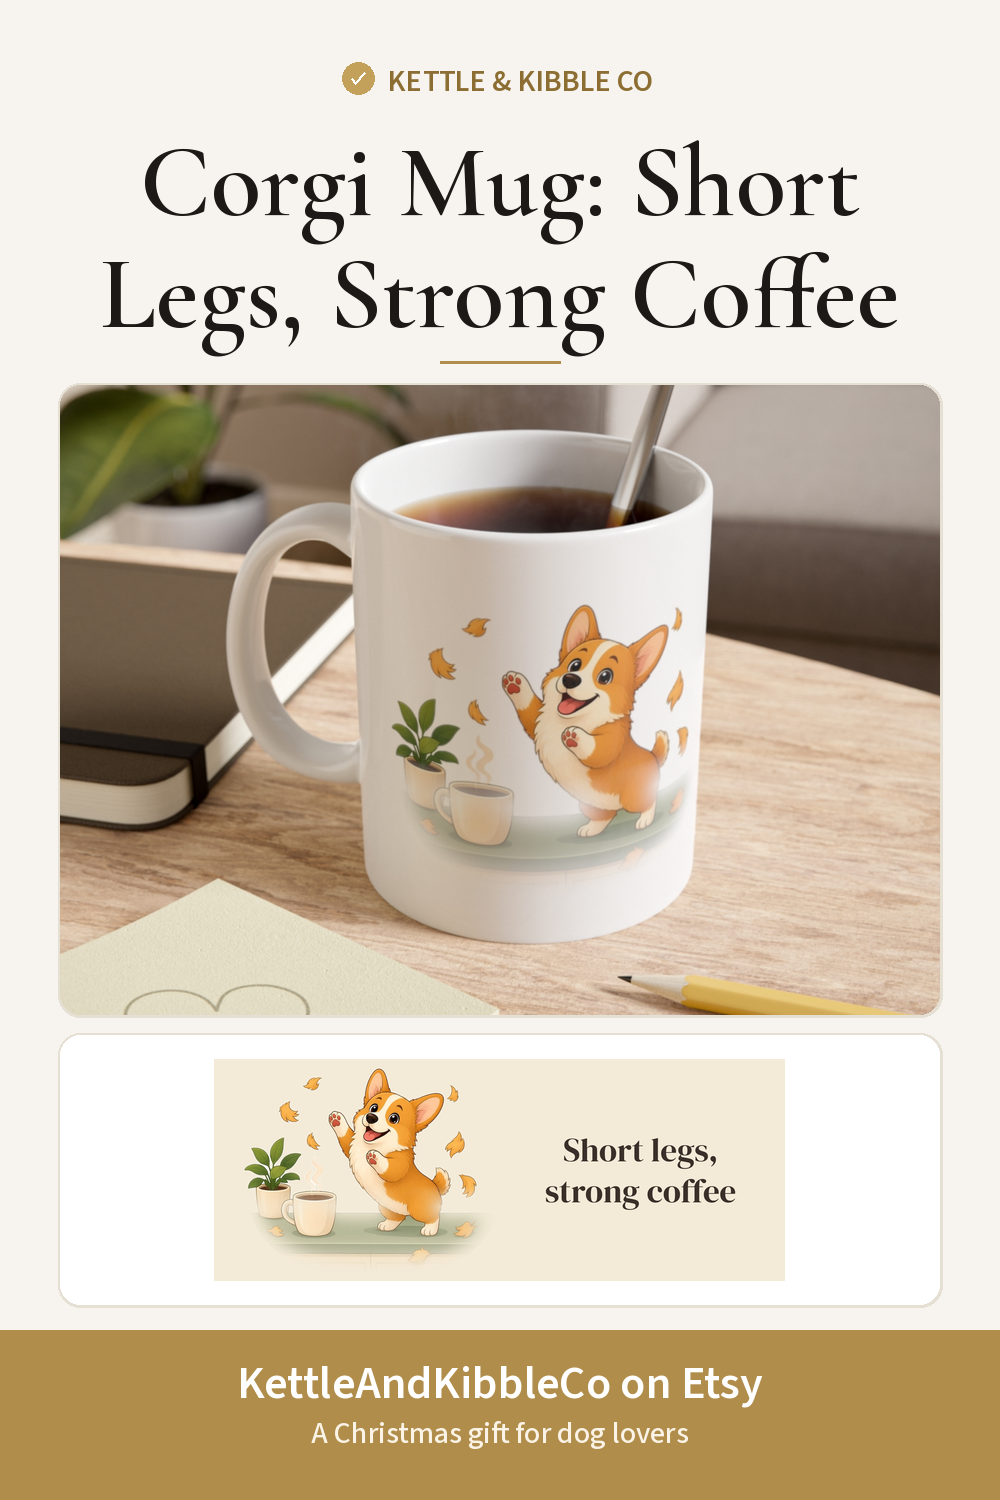 KETTLE & KIBBLE CO
Corgi Mug: Short
Legs, Strong Coffee
Short legs,
strong coffee
KettleAndKibbleCo on Etsy
A Christmas gift for dog lovers